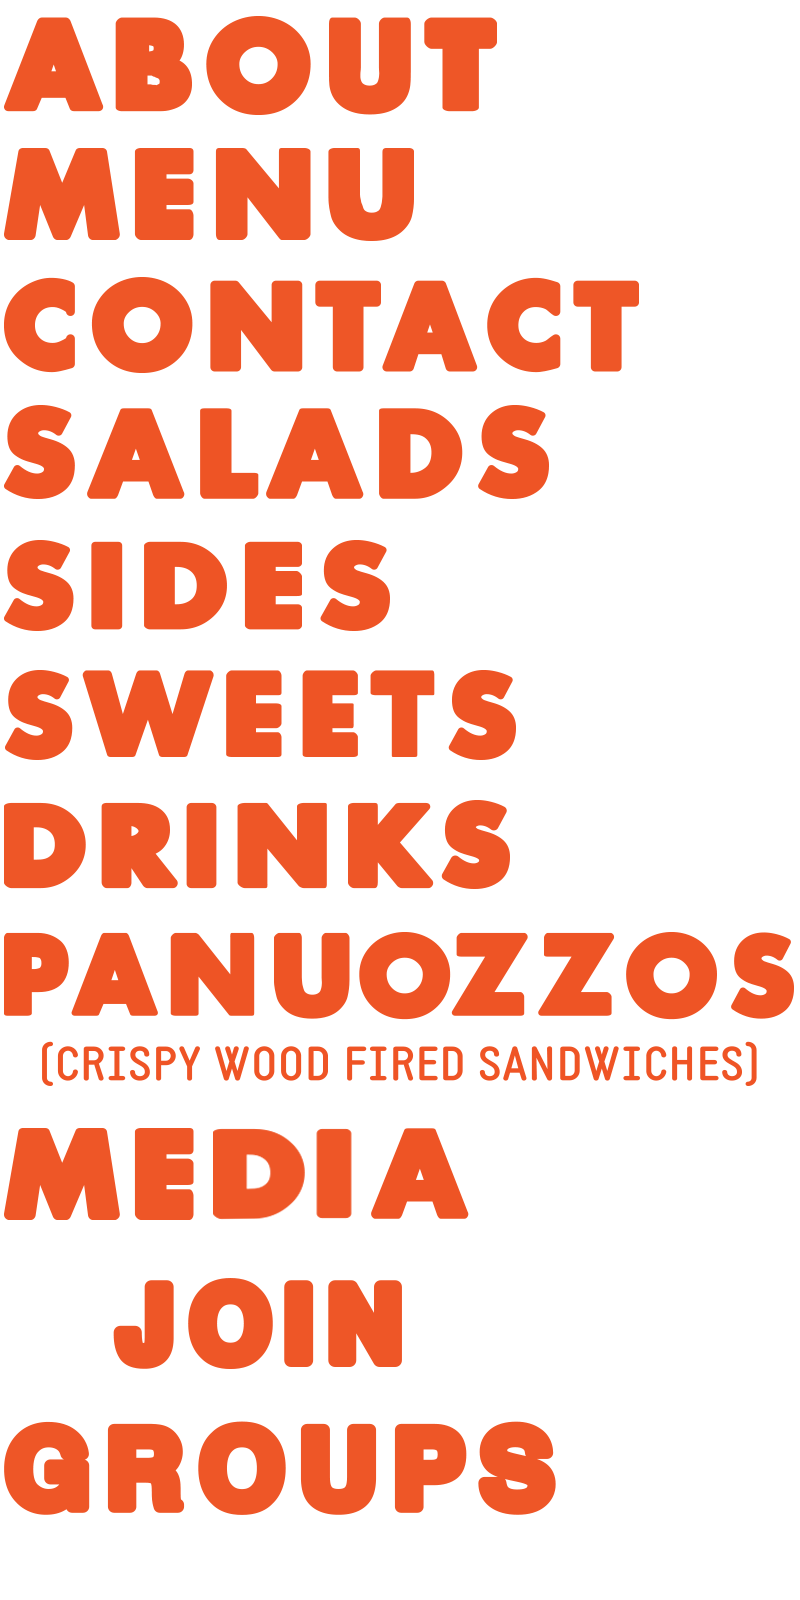 ABOUT
MENU
CONTACT
SALADS
SIDES
SWEETS
DRINKS
PANUOZZOS
(CRISPY WOOD FIRED SANDWICHES)
MEDIA
JOIN
GROUPS